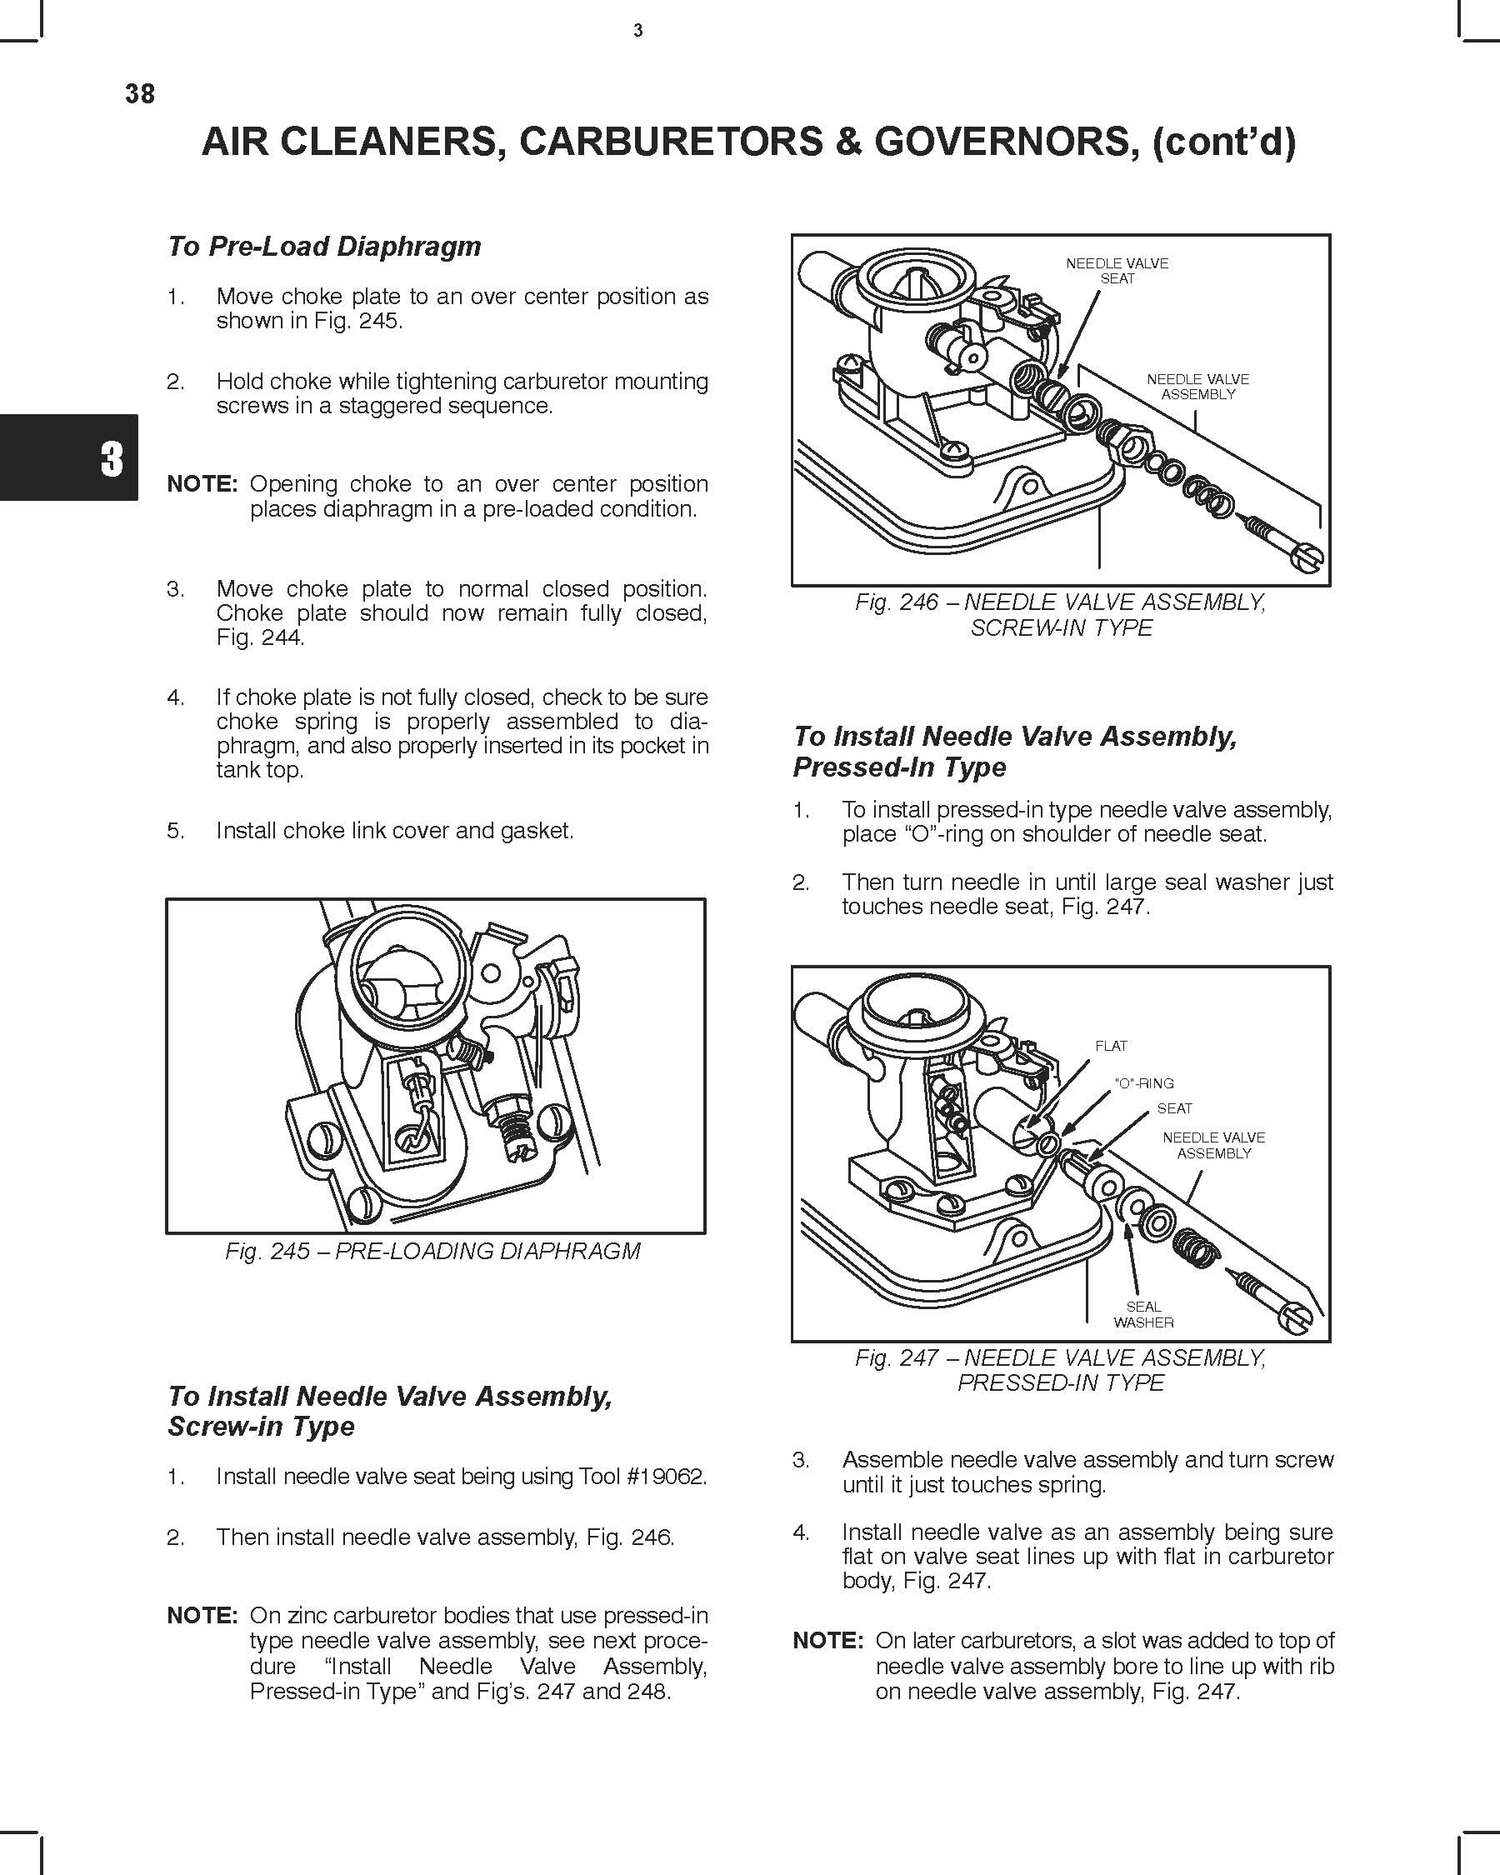 3
38
AIR CLEANERS, CARBURETORS & GOVERNORS, (cont’d)
To Pre-Load Diaphragm
1. Move choke plate to an over center position as
shown in Fig. 245.
2. Hold choke while tightening carburetor mounting
screws in a staggered sequence.
3
NOTE: Opening choke to an over center position
places diaphragm in a pre-loaded condition.
3. Move choke plate to normal closed position.
Choke plate should now remain fully closed,
Fig. 244.
4. If choke plate is not fully closed, check to be sure
choke spring is properly assembled to dia-
phragm, and also properly inserted in its pocket in
tank top.
5. Install choke link cover and gasket.
Fig. 245 – PRE-LOADING DIAPHRAGM
To Install Needle Valve Assembly,
Screw-in Type
1. Install needle valve seat being using Tool #19062.
2. Then install needle valve assembly, Fig. 246.
NOTE: On zinc carburetor bodies that use pressed-in
type needle valve assembly, see next proce-
dure “Install Needle Valve Assembly,
Pressed-in Type” and Fig’s. 247 and 248.
NEEDLE VALVE
SEAT
NEEDLE VALVE
ASSEMBLY
Fig. 246 – NEEDLE VALVE ASSEMBLY,
SCREW-IN TYPE
To Install Needle Valve Assembly,
Pressed-In Type
1. To install pressed-in type needle valve assembly,
place “O”-ring on shoulder of needle seat.
2. Then turn needle in until large seal washer just
touches needle seat, Fig. 247.
FLAT
"O"-RING
SEAT
NEEDLE VALVE
ASSEMBLY
SEAL
WASHER
Fig. 247 – NEEDLE VALVE ASSEMBLY,
PRESSED-IN TYPE
3. Assemble needle valve assembly and turn screw
until it just touches spring.
4. Install needle valve as an assembly being sure
flat on valve seat lines up with flat in carburetor
body, Fig. 247.
NOTE: On later carburetors, a slot was added to top of
needle valve assembly bore to line up with rib
on needle valve assembly, Fig. 247.